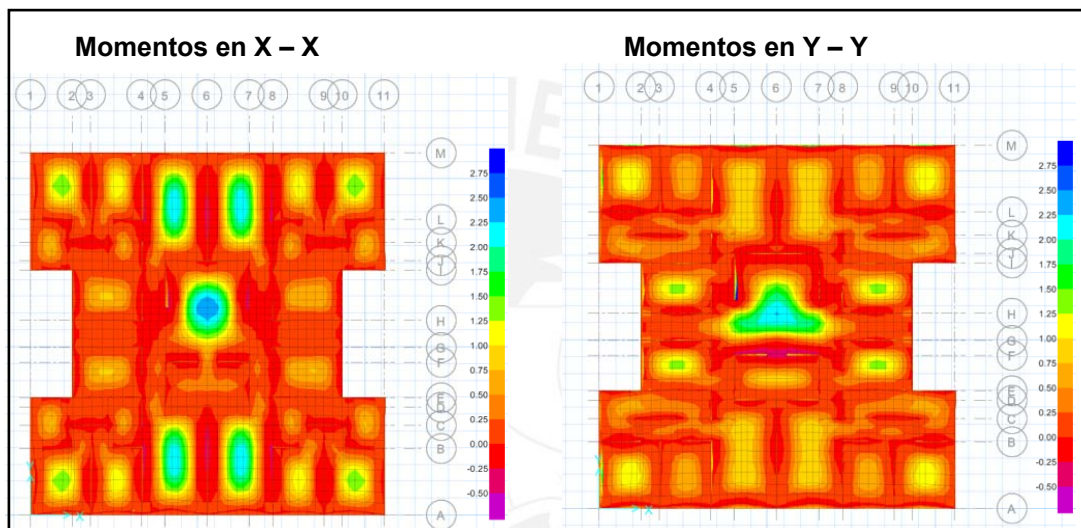 Momentos en X – X
1 2 3 4 5 6 7 8 9 10 11
M
L
K
J
I
H
G
F
E
D
C
B
A
2.75
2.50
2.25
2.00
1.75
1.50
1.25
1.00
0.75
0.50
0.25
0.00
-0.25
-0.50
X
Momentos en Y – Y
1 2 3 4 5 6 7 8 9 10 11
M
L
K
J
I
H
G
F
E
D
C
B
A
2.75
2.50
2.25
2.00
1.75
1.50
1.25
1.00
0.75
0.50
0.25
0.00
-0.25
-0.50
X